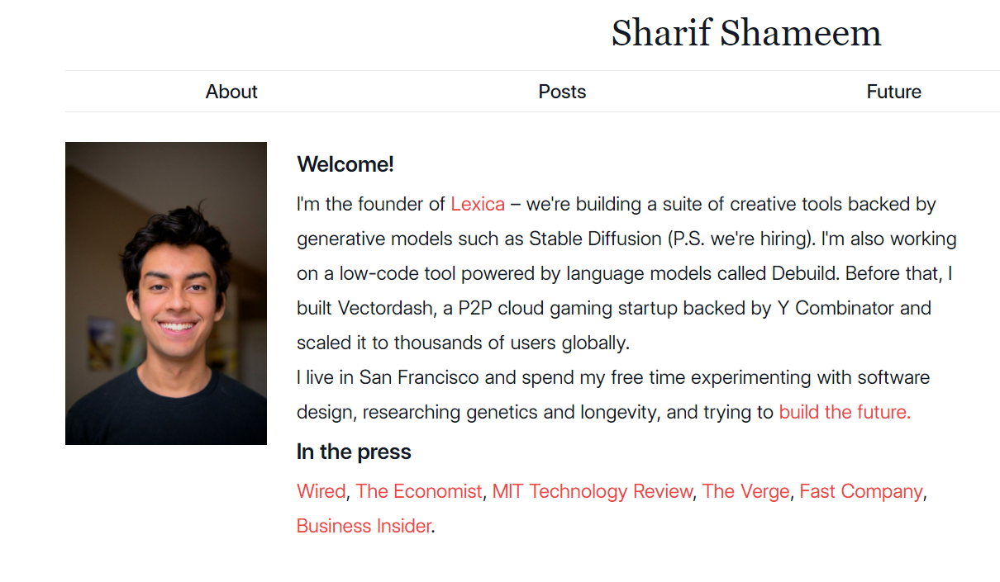 Sharif Shameem
About Posts Future
Welcome!
I'm the founder of Lexica – we're building a suite of creative tools backed by
generative models such as Stable Diffusion (P.S. we're hiring). I'm also working
on a low-code tool powered by language models called Debuild. Before that, I
built Vectordash, a P2P cloud gaming startup backed by Y Combinator and
scaled it to thousands of users globally.
I live in San Francisco and spend my free time experimenting with software
design, researching genetics and longevity, and trying to build the future.
In the press
Wired, The Economist, MIT Technology Review, The Verge, Fast Company,
Business Insider.